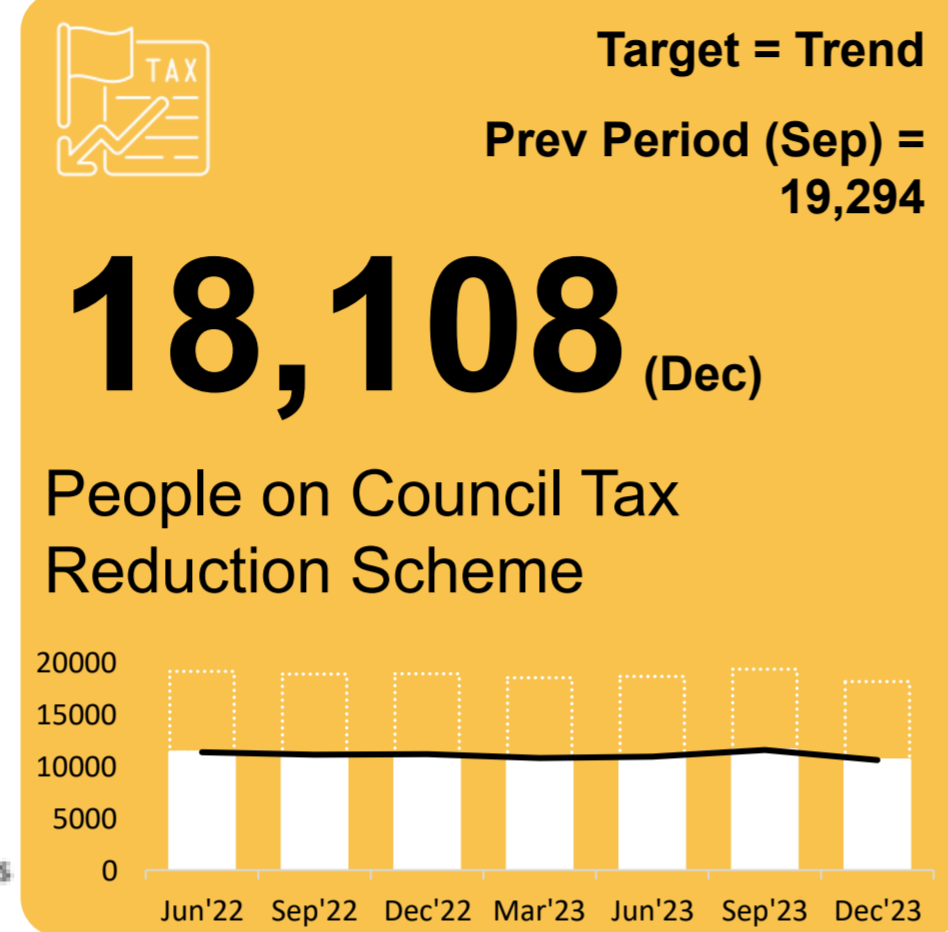 TAX
Target = Trend
Prev Period (Sep) =
19,294
18,108 (Dec)
People on Council Tax
Reduction Scheme
20000
15000
10000
5000
0
Jun'22 Sep'22 Dec'22 Mar'23 Jun'23 Sep'23 Dec'23